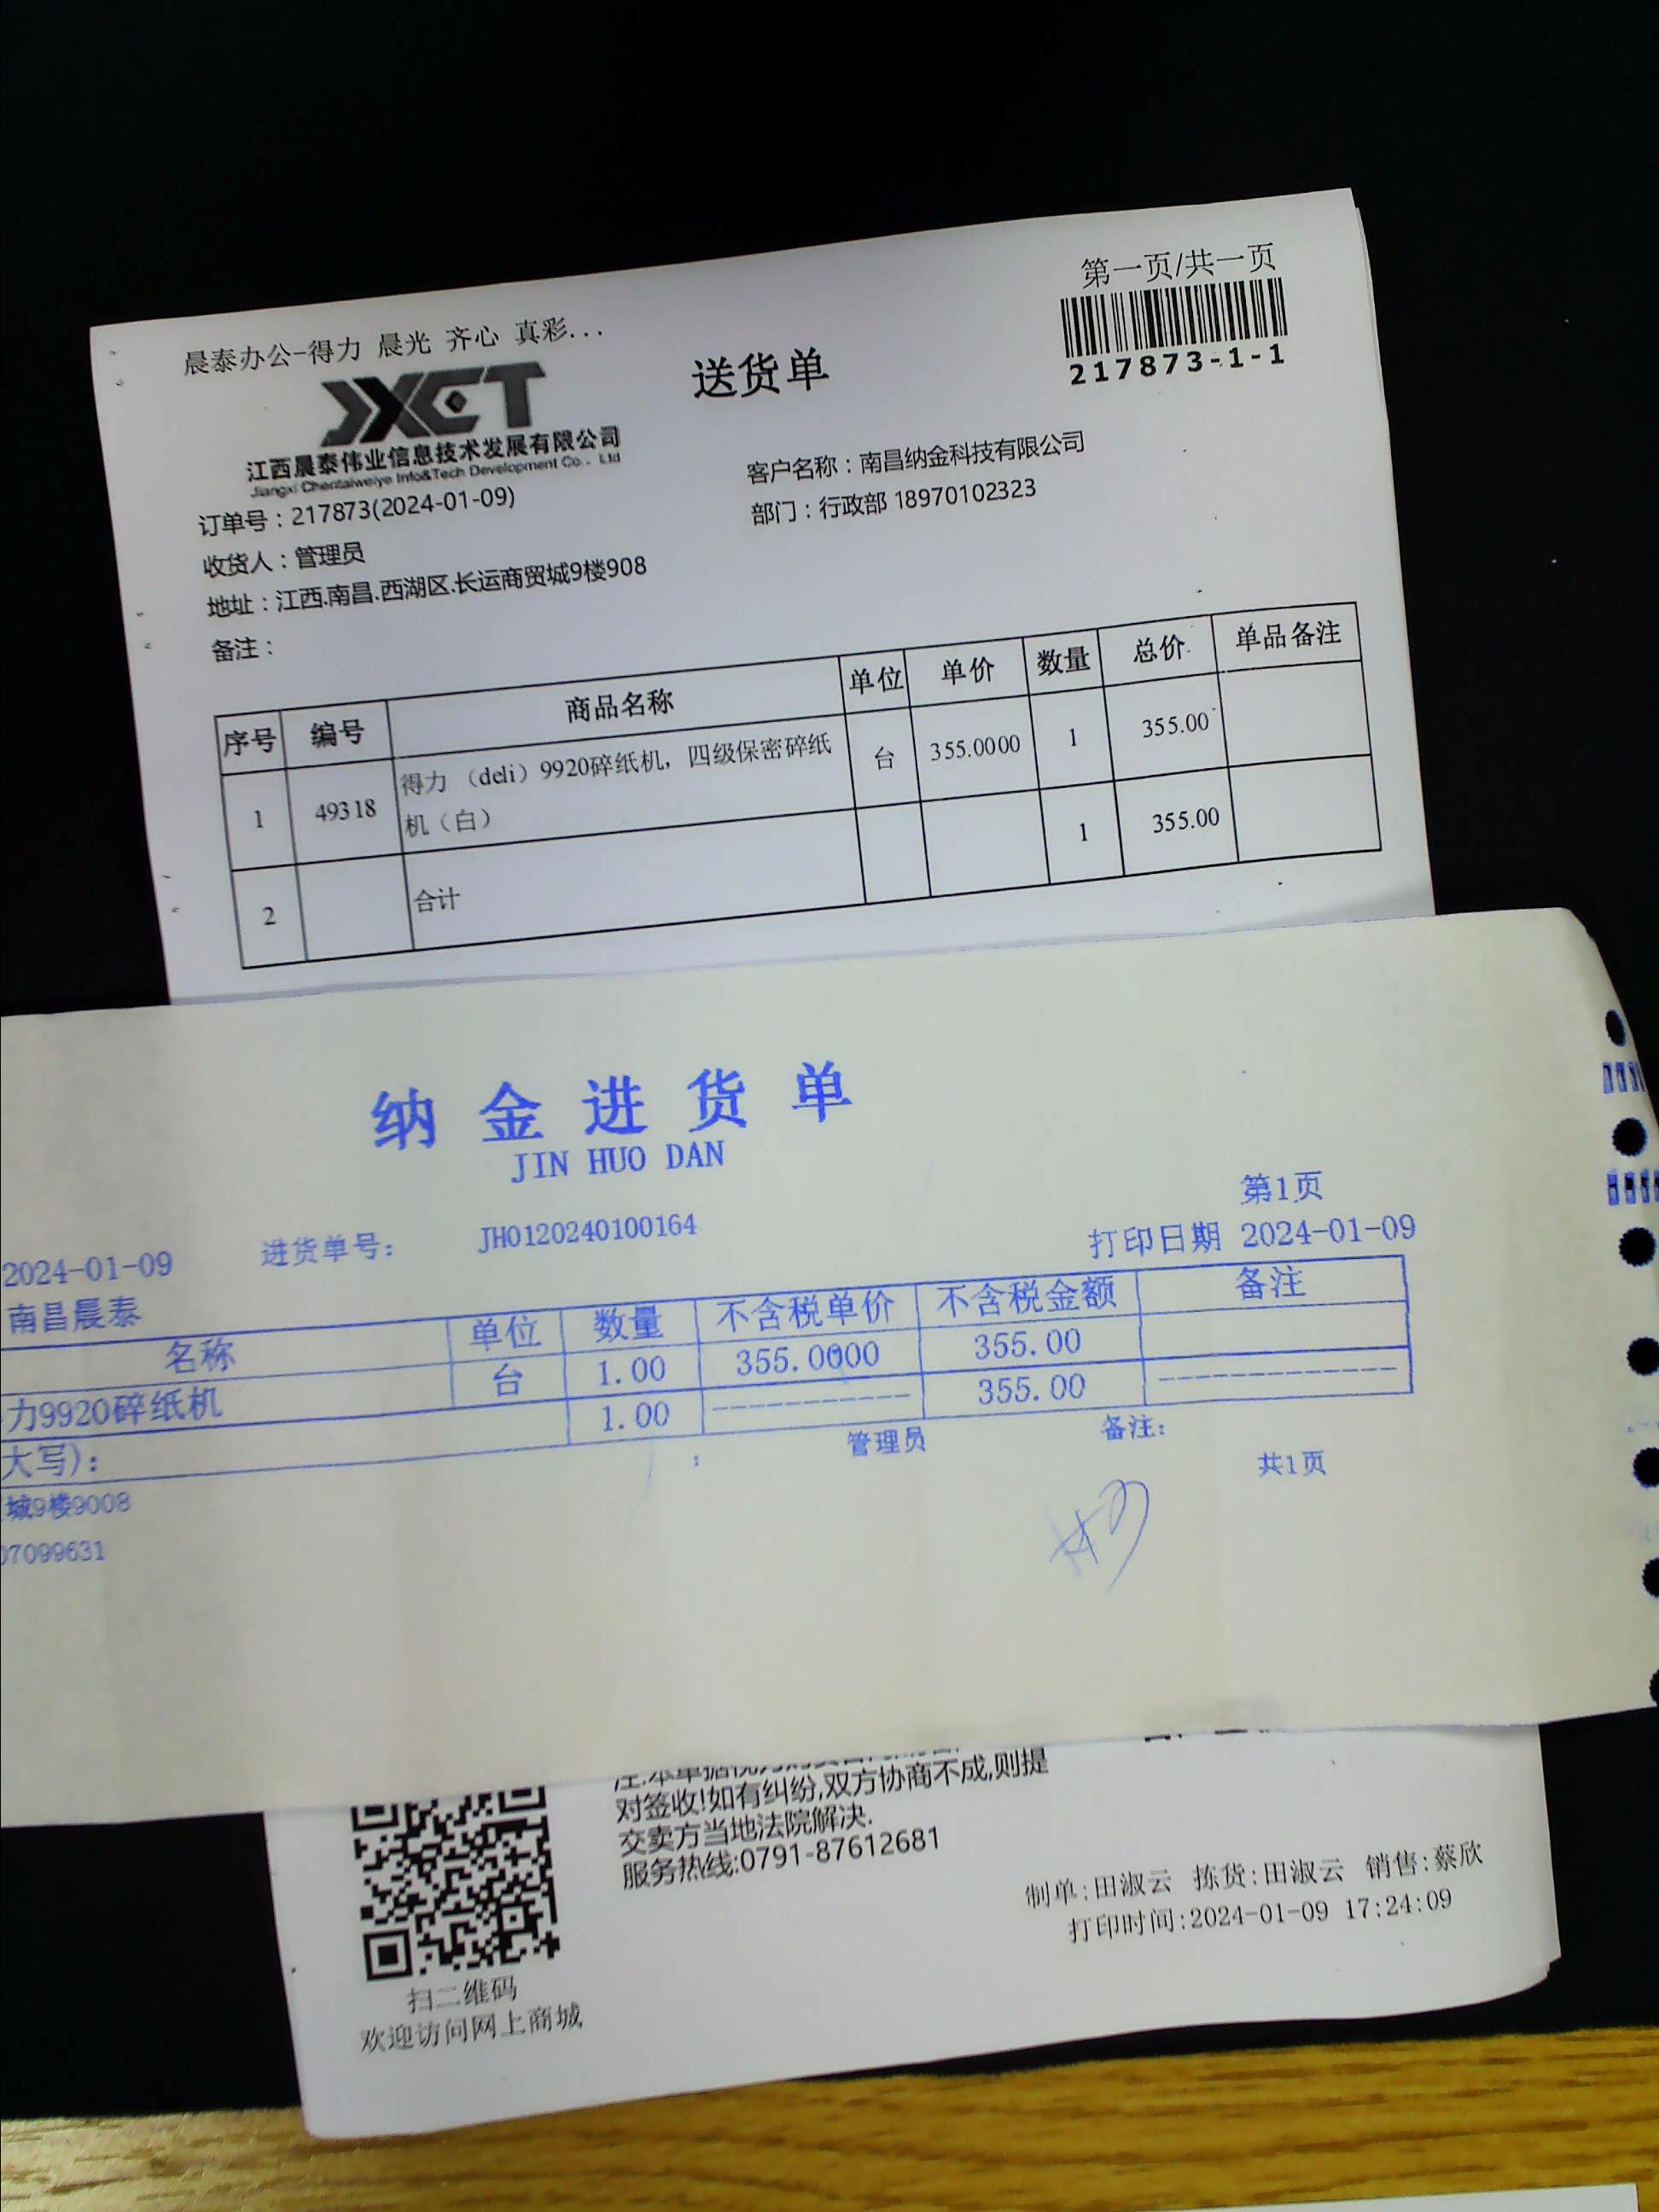 第一页/共一页
晨泰办公-得力 晨光 齐心 真彩...
217873-1-1
JXCT
送货单
江西晨泰伟业信息技术发展有限公司
Jiangxi Chentaiweiye Info&Tech Development Co., Ltd
客户名称：南昌纳金科技有限公司
订单号：217873(2024-01-09)
部门：行政部 18970102323
收货人：管理员
地址：江西.南昌.西湖区.长运商贸城9楼908
备注：
序号 编号 商品名称 单位 单价 数量 总价 单品备注
1 49318 得力（deli）9920碎纸机，四级保密碎纸 台 355.0000 1 355.00
机（白）
2 合计 1 355.00
纳金进货单
JIN HUO DAN
第1页
2024-01-09 进货单号： JH0120240100164 打印日期 2024-01-09
南昌晨泰
名称 单位 数量 不含税单价 不含税金额 备注
力9920碎纸机 台 1.00 355.0000 355.00
1.00 ---------- 355.00 ------------
大写)：
： 管理员 备注：
城9楼9008 共1页
07099631
对签收!如有纠纷,双方协商不成,则提
交卖方当地法院解决.
服务热线:0791-87612681
制单:田淑云 拣货:田淑云 销售:蔡欣
打印时间:2024-01-09 17:24:09
扫二维码
欢迎访问网上商城